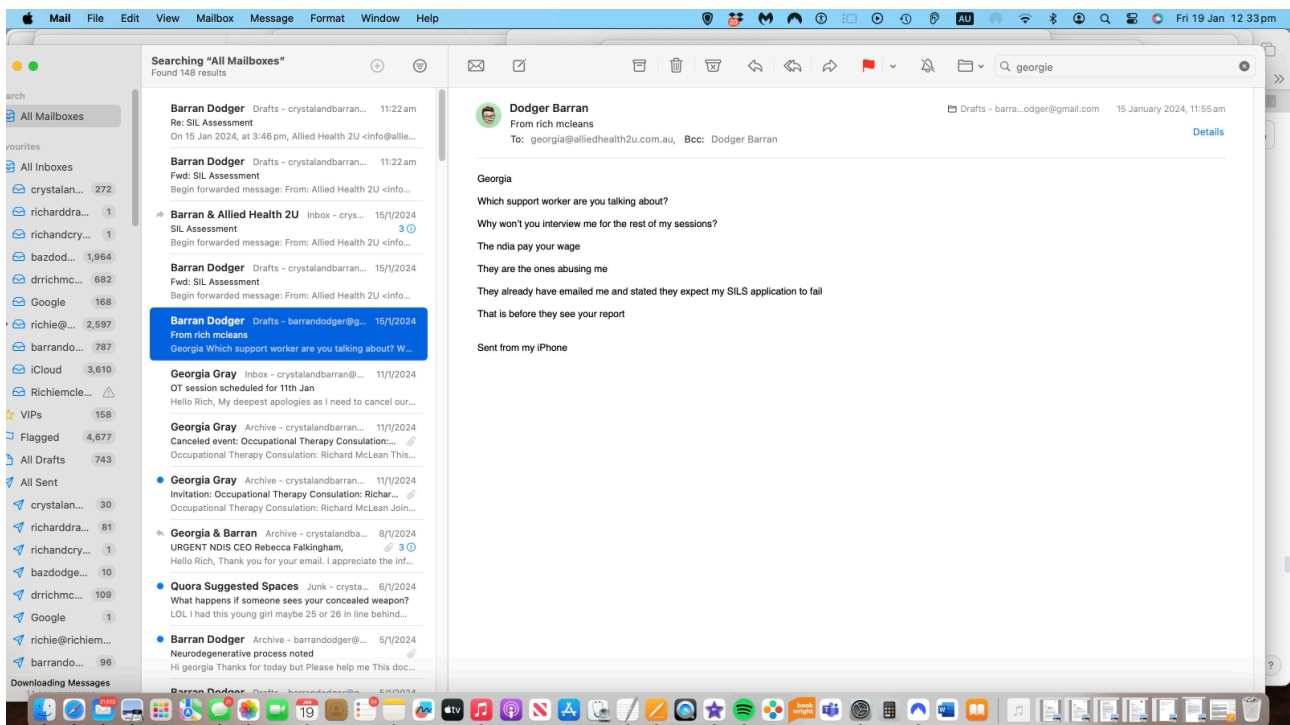 Mail File Edit View Mailbox Message Format Window Help
20
AU
Fri 19 Jan 12 33 pm
Searching “All Mailboxes”
Found 148 results
georgie
arch
All Mailboxes
vourites
All Inboxes
crystalan... 272
richarddra... 1
richandcry... 1
bazdod... 1,964
drrichmc... 682
Google 168
richie@... 2,597
barrando... 787
iCloud 3,610
Richiemcle...
VIPs 158
Flagged 4,677
All Drafts 743
All Sent
crystalan... 30
richarddra... 81
richandcry... 1
bazdodge... 10
drrichmc... 109
Google 1
richie@richiem...
barrando... 96
Downloading Messages
Barran Dodger Drafts - crystalandbarran... 11:22 am
Re: SIL Assessment
On 15 Jan 2024, at 3:46 pm, Allied Health 2U <info@allie...
Barran Dodger Drafts - crystalandbarran... 11:22 am
Fwd: SIL Assessment
Begin forwarded message: From: Allied Health 2U <info...
Barran & Allied Health 2U Inbox - crys... 15/1/2024
SIL Assessment 3
Begin forwarded message: From: Allied Health 2U <info...
Barran Dodger Drafts - crystalandbarran... 15/1/2024
Fwd: SIL Assessment
Begin forwarded message: From: Allied Health 2U <info...
Barran Dodger Drafts - barrandodger@g... 15/1/2024
From rich mcleans
Georgia Which support worker are you talking about? W...
Georgia Gray Inbox - crystalandbarran@... 11/1/2024
OT session scheduled for 11th Jan
Hello Rich, My deepest apologies as I need to cancel our...
Georgia Gray Archive - crystalandbarran... 11/1/2024
Canceled event: Occupational Therapy Consulation:...
Occupational Therapy Consulation: Richard McLean This...
Georgia Gray Archive - crystalandbarran... 11/1/2024
Invitation: Occupational Therapy Consulation: Richar...
Occupational Therapy Consulation: Richard McLean Join...
Georgia & Barran Archive - crystalandba... 8/1/2024
URGENT NDIS CEO Rebecca Falkingham, 3
Hello Rich, Thank you for your email. I appreciate the inf...
Quora Suggested Spaces Junk - crysta... 6/1/2024
What happens if someone sees your concealed weapon?
LOL I had this young girl maybe 25 or 26 in line behind...
Barran Dodger Archive - barrandodger@... 5/1/2024
Neurodegenerative process noted
Hi georgia Thanks for today but Please help me This doc...
Barran Dodger
Dodger Barran
Drafts - barra...odger@gmail.com 15 January 2024, 11:55 am
From rich mcleans
To: georgia@alliedhealth2u.com.au, Bcc: Dodger Barran
Details
Georgia
Which support worker are you talking about?
Why won't you interview me for the rest of my sessions?
The ndia pay your wage
They are the ones abusing me
They already have emailed me and stated they expect my SILS application to fail
That is before they see your report
Sent from my iPhone
JAN
19
tv
book
wright